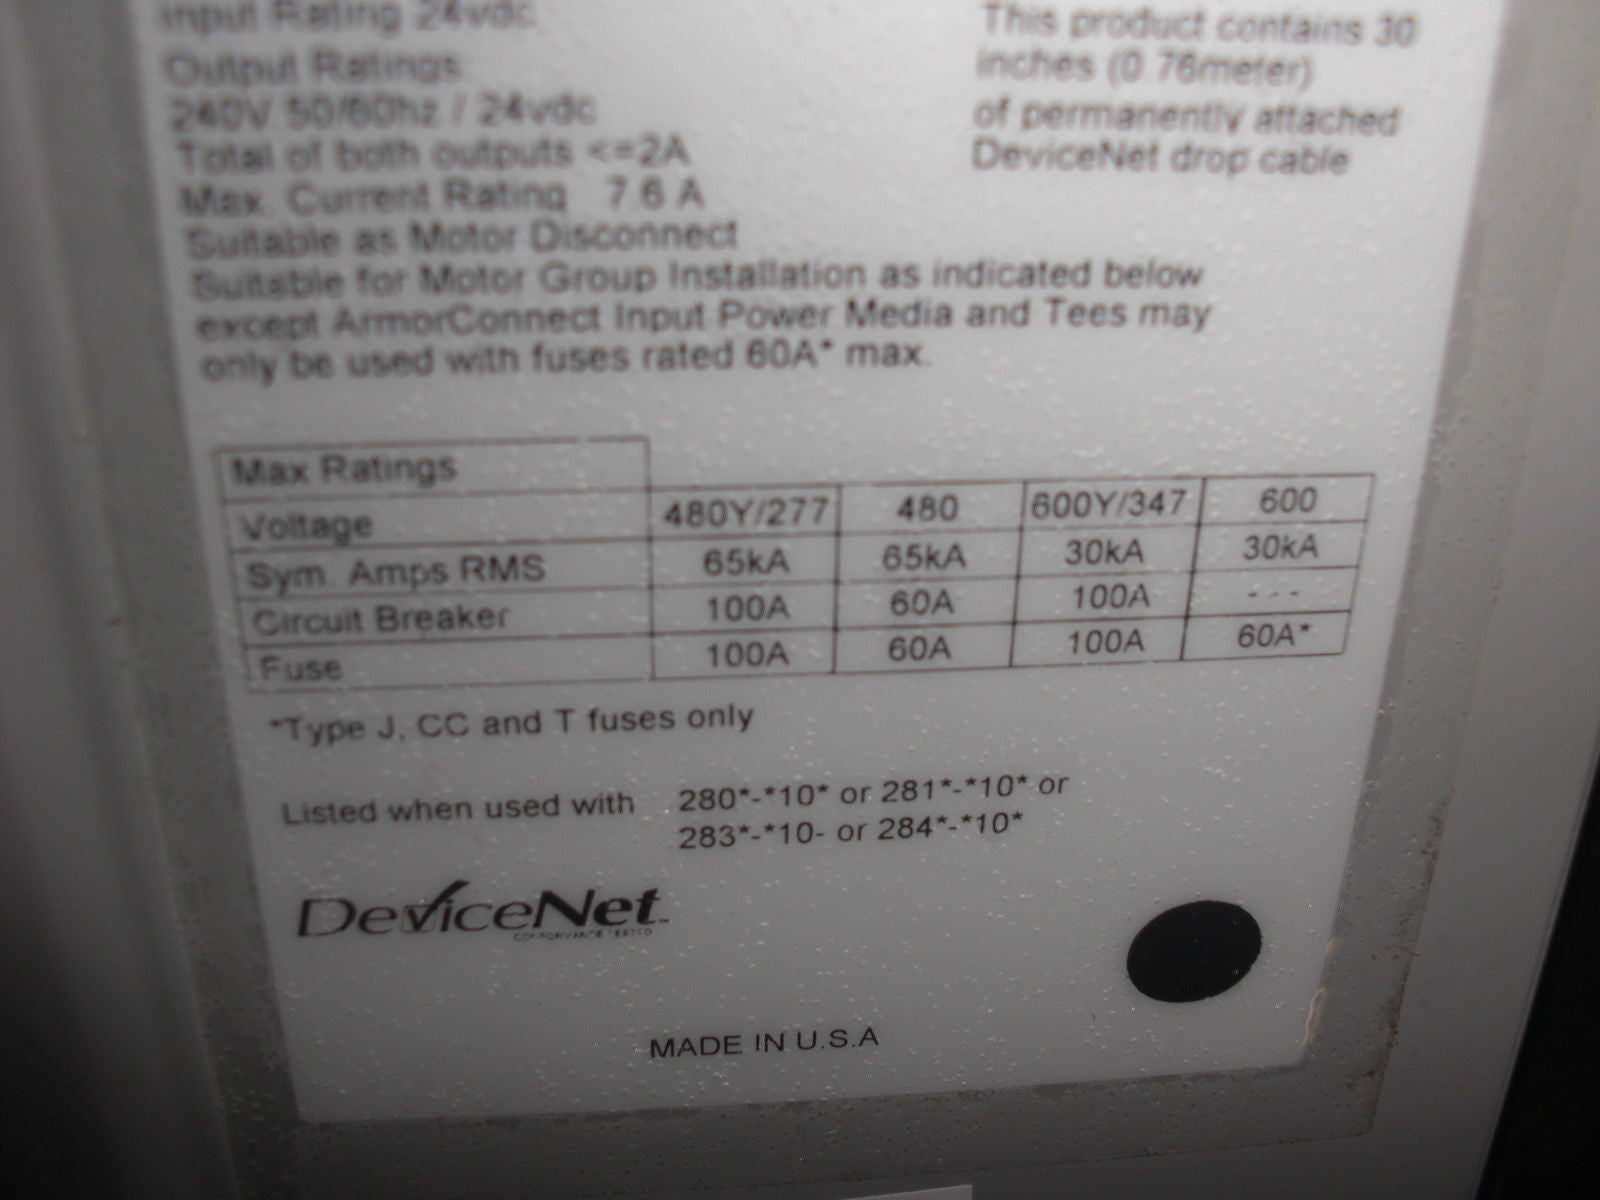 Input Rating 24vdc
Output Ratings:
240V 50/60hz / 24vdc
Total of both outputs <=2A
Max. Current Rating 7.6 A
Suitable as Motor Disconnect
Suitable for Motor Group Installation as indicated below
except ArmorConnect Input Power Media and Tees may
only be used with fuses rated 60A* max.
This product contains 30
inches (0.76meter)
of permanently attached
DeviceNet drop cable
Max Ratings
Voltage 480Y/277 480 600Y/347 600
Sym. Amps RMS 65kA 65kA 30kA 30kA
Circuit Breaker 100A 60A 100A ---
Fuse 100A 60A 100A 60A*
*Type J, CC and T fuses only
Listed when used with 280*-*10* or 281*-*10* or
283*-*10- or 284*-*10*
DeviceNet™
CONFORMANCE TESTED
MADE IN U.S.A